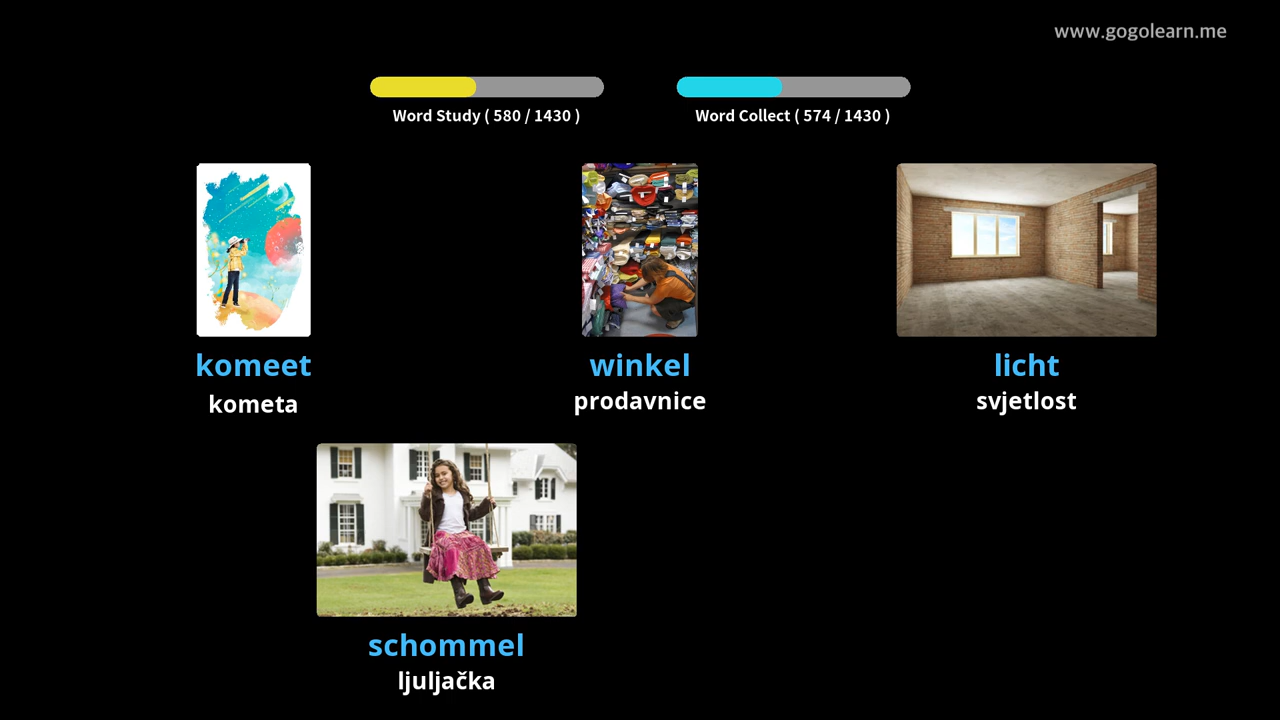 www.gogolearn.me
Word Study ( 580 / 1430 )
Word Collect ( 574 / 1430 )
komeet
kometa
winkel
prodavnice
licht
svjetlost
schommel
ljuljačka